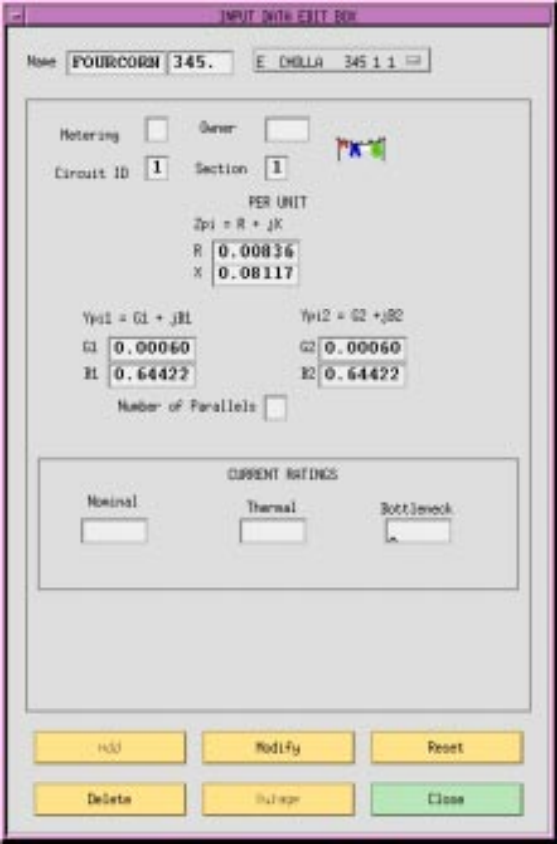 INPUT DATA EDIT BOX
Name FOURCORN 345. E CHOLLA 345 1 1
Metering Owner
Circuit ID 1 Section 1
PER UNIT
Zpi = R + jX
R 0.00836
X 0.08117
Ypi1 = G1 + jB1 Ypi2 = G2 +jB2
G1 0.00060 G2 0.00060
B1 0.64422 B2 0.64422
Number of Parallels
CURRENT RATINGS
Nominal Thermal Bottleneck
Add Modify Reset
Delete Outage Close